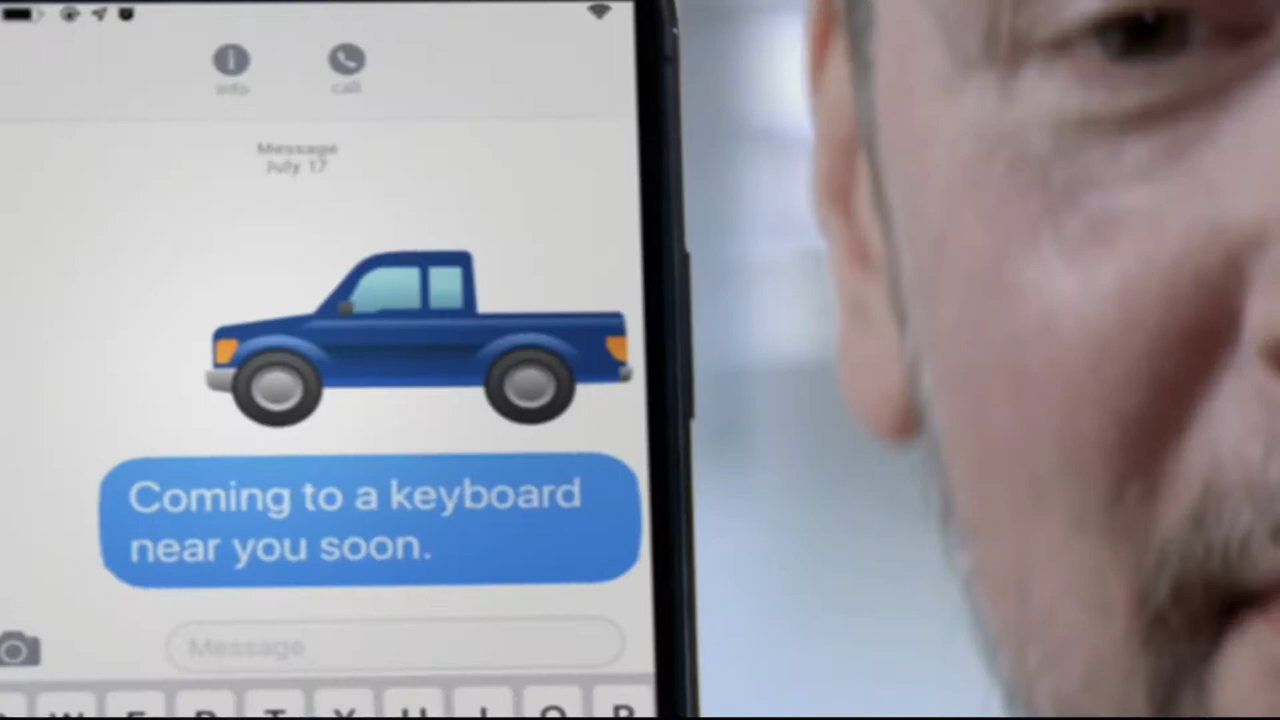 info call
Message
July 17
Coming to a keyboard
near you soon.
Message
W E R T Y U I O P